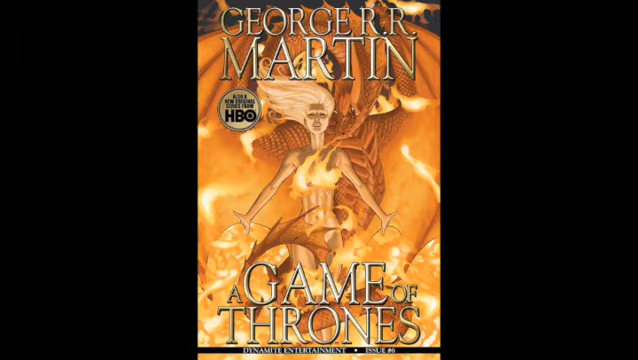 GEORGE R.R.
MARTIN
ALSO A
NEW ORIGINAL
SERIES FROM
HBO
A GAME OF
THRONES
DYNAMITE ENTERTAINMENT • ISSUE #6